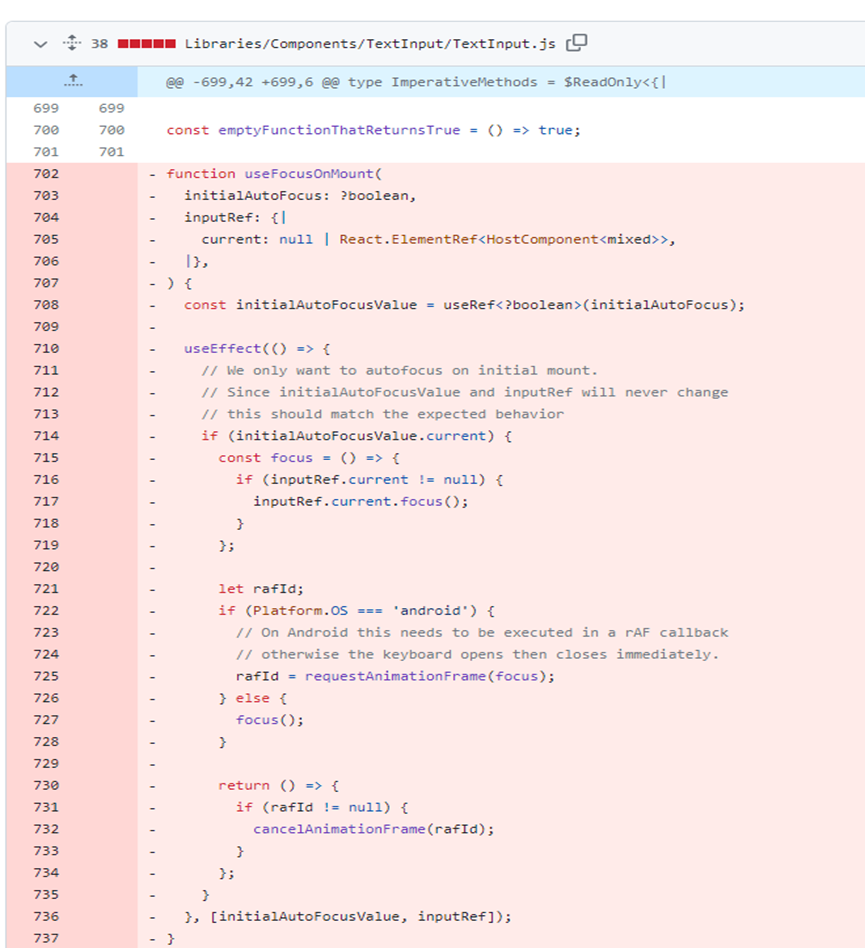 38 Libraries/Components/TextInput/TextInput.js
@@ -699,42 +699,6 @@ type ImperativeMethods = $ReadOnly<{|
699 699
700 700 const emptyFunctionThatReturnsTrue = () => true;
701 701
702 - function useFocusOnMount(
703 - initialAutoFocus: ?boolean,
704 - inputRef: {|
705 - current: null | React.ElementRef<HostComponent<mixed>>,
706 - |},
707 - ) {
708 - const initialAutoFocusValue = useRef<?boolean>(initialAutoFocus);
709 -
710 - useEffect(() => {
711 - // We only want to autofocus on initial mount.
712 - // Since initialAutoFocusValue and inputRef will never change
713 - // this should match the expected behavior
714 - if (initialAutoFocusValue.current) {
715 - const focus = () => {
716 - if (inputRef.current != null) {
717 - inputRef.current.focus();
718 - }
719 - };
720 -
721 - let rafId;
722 - if (Platform.OS === 'android') {
723 - // On Android this needs to be executed in a rAF callback
724 - // otherwise the keyboard opens then closes immediately.
725 - rafId = requestAnimationFrame(focus);
726 - } else {
727 - focus();
728 - }
729 -
730 - return () => {
731 - if (rafId != null) {
732 - cancelAnimationFrame(rafId);
733 - }
734 - };
735 - }
736 - }, [initialAutoFocusValue, inputRef]);
737 - }